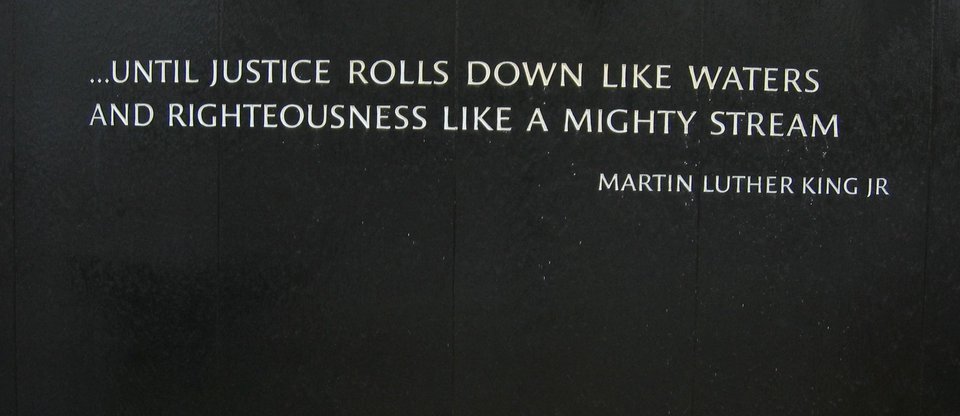 ...UNTIL JUSTICE ROLLS DOWN LIKE WATERS
AND RIGHTEOUSNESS LIKE A MIGHTY STREAM
MARTIN LUTHER KING JR